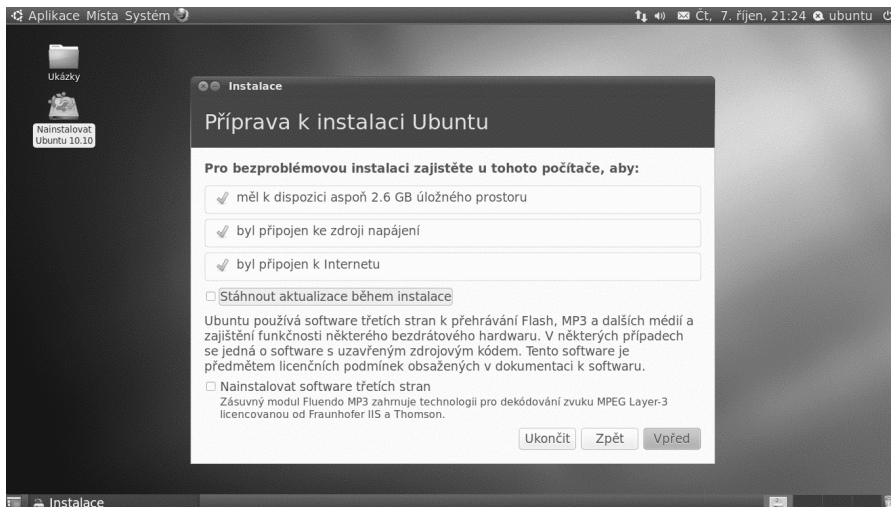 Aplikace Místa Systém
Čt, 7. říjen, 21:24 ubuntu
Ukázky
Nainstalovat
Ubuntu 10.10
Instalace
Příprava k instalaci Ubuntu
Pro bezproblémovou instalaci zajistěte u tohoto počítače, aby:
měl k dispozici aspoň 2.6 GB úložného prostoru
byl připojen ke zdroji napájení
byl připojen k Internetu
Stáhnout aktualizace během instalace
Ubuntu používá software třetích stran k přehrávání Flash, MP3 a dalších médií a
zajištění funkčnosti některého bezdrátového hardwaru. V některých případech
se jedná o software s uzavřeným zdrojovým kódem. Tento software je
předmětem licenčních podmínek obsažených v dokumentaci k softwaru.
Nainstalovat software třetích stran
Zásuvný modul Fluendo MP3 zahrnuje technologii pro dekódování zvuku MPEG Layer-3
licencovanou od Fraunhofer IIS a Thomson.
Ukončit Zpět Vpřed
Instalace